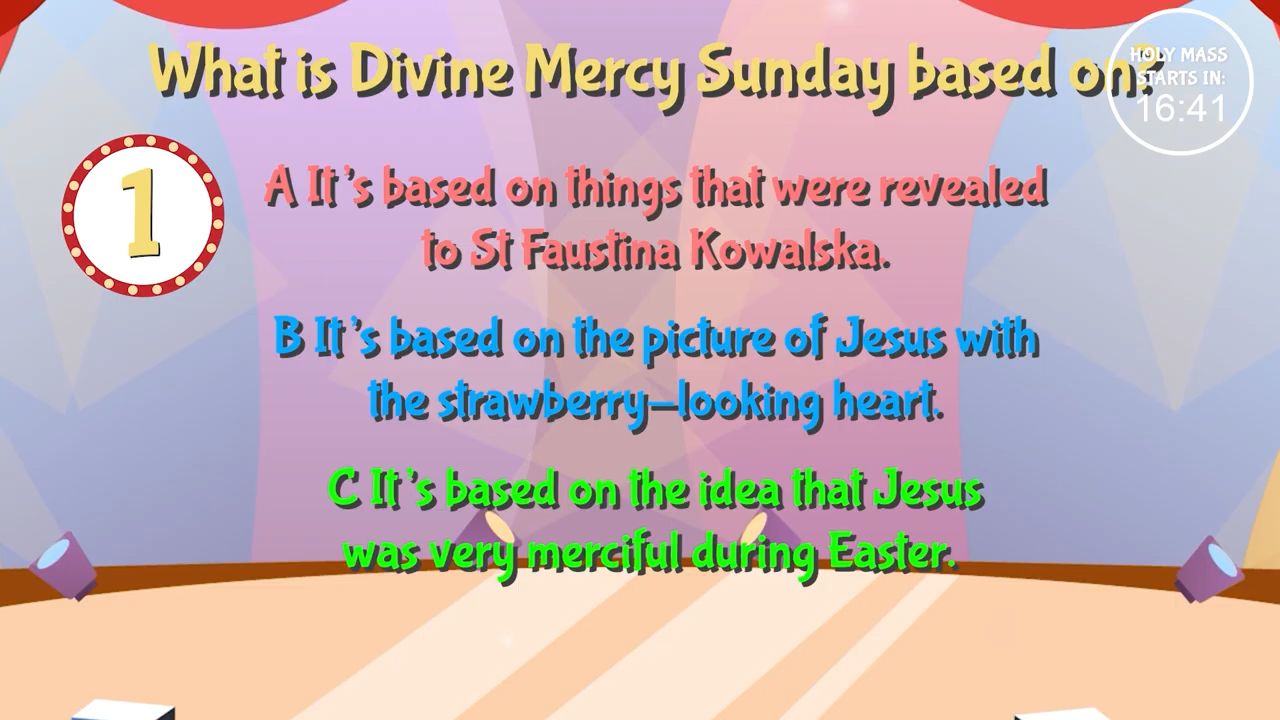 What is Divine Mercy Sunday based on?
HOLY MASS
STARTS IN:
16:41
1
A It's based on things that were revealed
to St Faustina Kowalska.
B It's based on the picture of Jesus with
the strawberry-looking heart.
C It's based on the idea that Jesus
was very merciful during Easter.